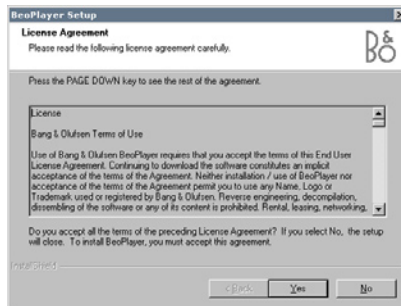 BeoPlayer Setup
License Agreement
Please read the following license agreement carefully.
B&O
Press the PAGE DOWN key to see the rest of the agreement.
License
Bang & Olufsen Terms of Use
Use of Bang & Olufsen BeoPlayer requires that you accept the terms of this End User
License Agreement. Continuing to download the software constitutes an implicit
acceptance of the terms of the Agreement. Neither installation / use of BeoPlayer nor
acceptance of the terms of the Agreement permit you to use any Name, Logo or
Trademark used or registered by Bang & Olufsen. Reverse engineering, decompilation,
dissembling of the software or any of its content is prohibited. Rental, leasing, networking,
Do you accept all the terms of the preceding License Agreement? If you select No, the setup
will close. To install BeoPlayer, you must accept this agreement.
InstallShield
< Back
Yes
No